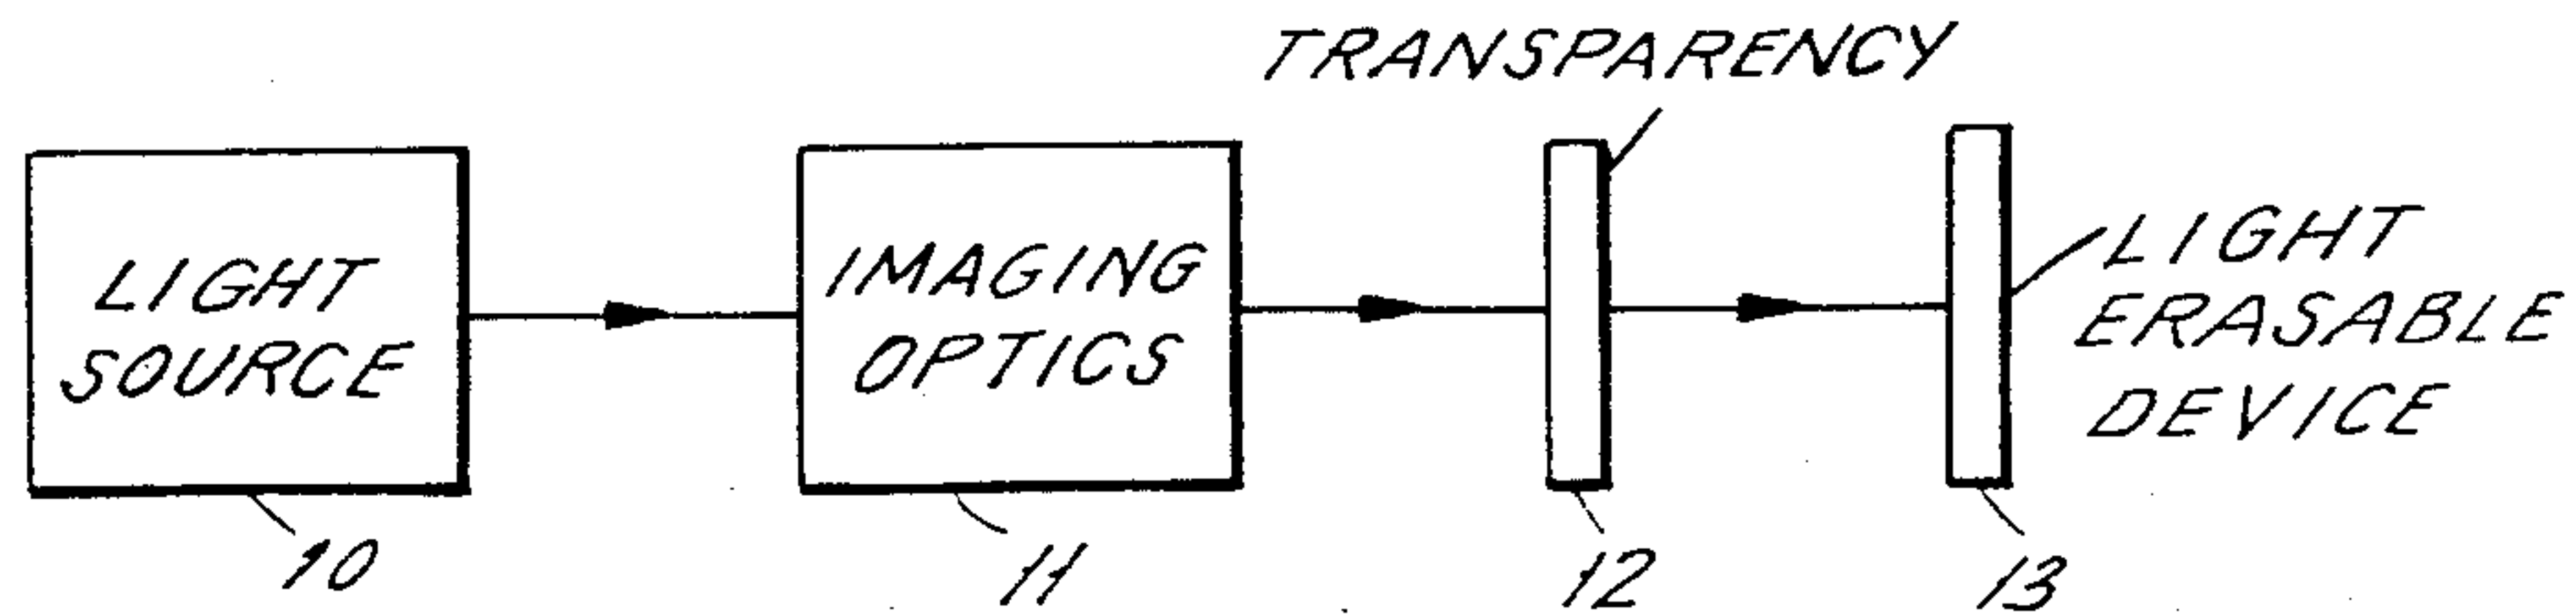 TRANSPARENCY
LIGHT
SOURCE
IMAGING
OPTICS
LIGHT
ERASABLE
DEVICE
10
11
12
13